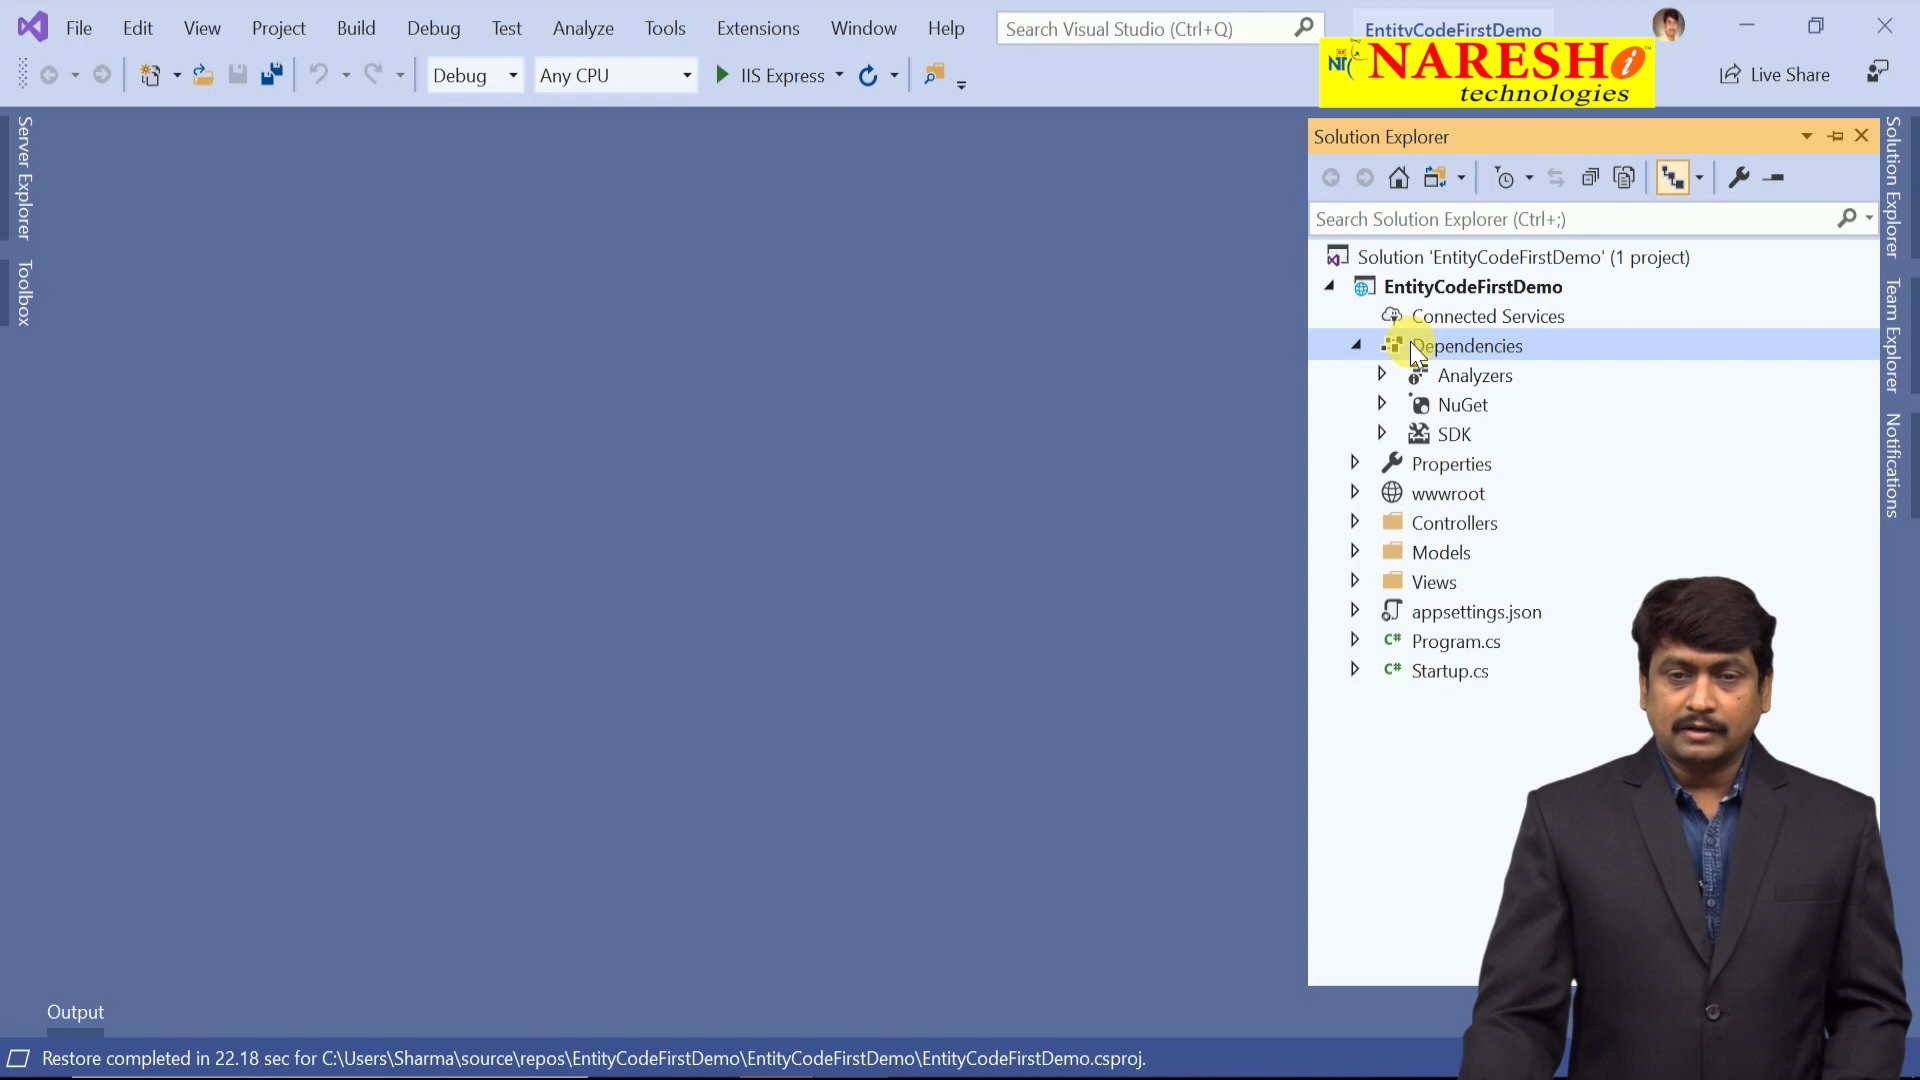 File Edit View Project Build Debug Test Analyze Tools Extensions Window Help Search Visual Studio (Ctrl+Q) EntityCodeFirstDemo
Debug Any CPU IIS Express Live Share
NARESH i ™
technologies
Server Explorer
Toolbox
Solution Explorer
Search Solution Explorer (Ctrl+;)
Solution 'EntityCodeFirstDemo' (1 project)
EntityCodeFirstDemo
Connected Services
Dependencies
Analyzers
NuGet
SDK
Properties
wwwroot
Controllers
Models
Views
appsettings.json
C# Program.cs
C# Startup.cs
Solution Explorer
Team Explorer
Notifications
Output
Restore completed in 22.18 sec for C:\Users\Sharma\source\repos\EntityCodeFirstDemo\EntityCodeFirstDemo\EntityCodeFirstDemo.csproj.